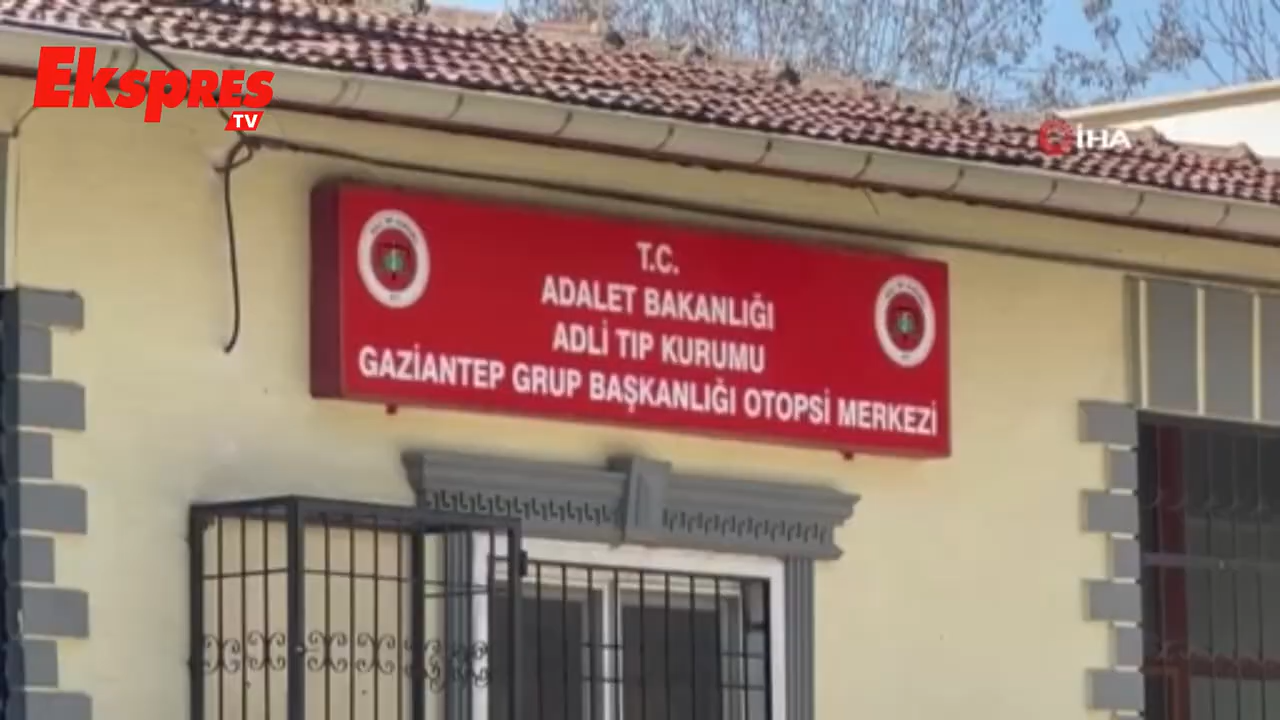 EKSPRES
TV
İHA
T.C.
ADALET BAKANLIĞI
ADLİ TIP KURUMU
GAZİANTEP GRUP BAŞKANLIĞI OTOPSİ MERKEZİ